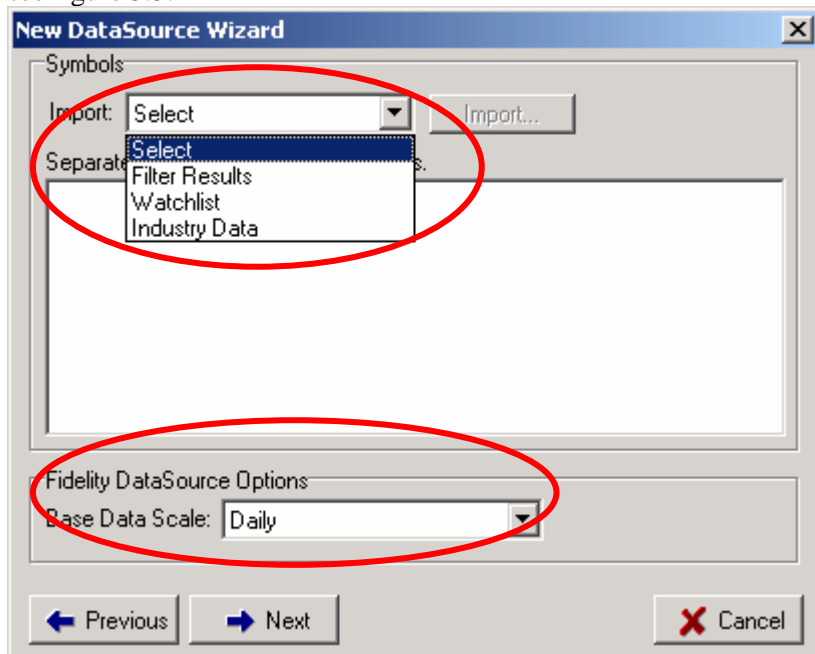 New DataSource Wizard
Symbols
Import: Select Import...
Select
Separate
Filter Results
Watchlist
Industry Data
Fidelity DataSource Options
Base Data Scale: Daily
Previous Next Cancel